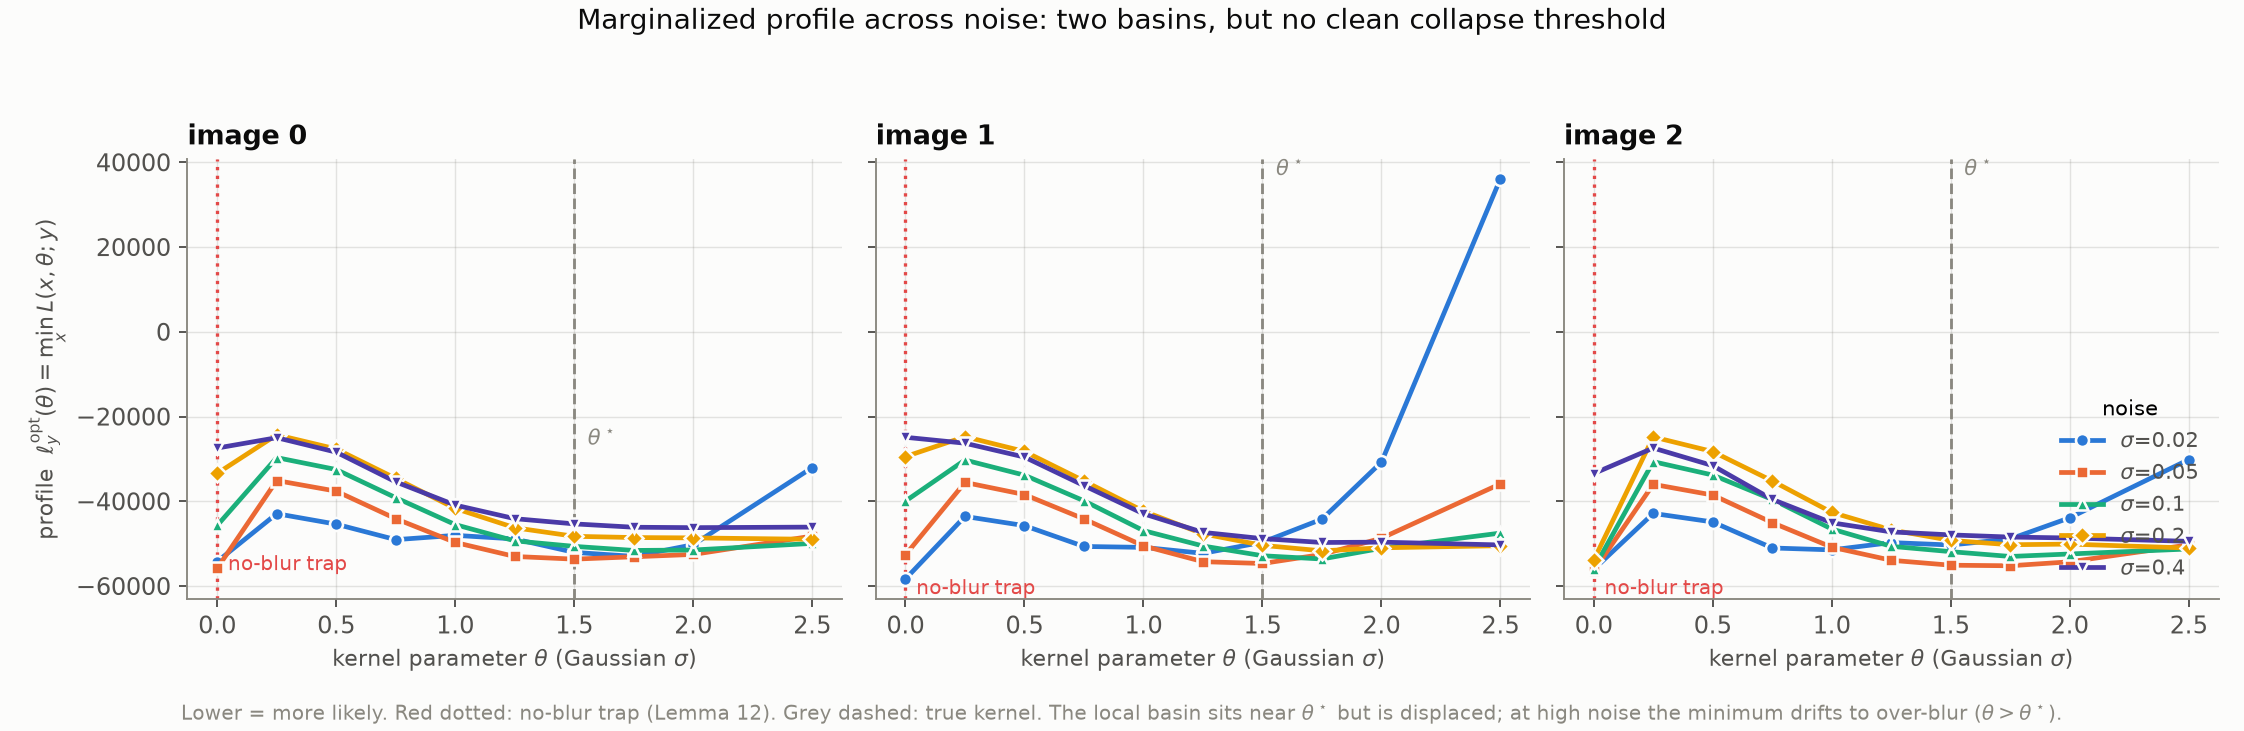 Marginalized profile across noise: two basins, but no clean collapse threshold
image 0
image 1
image 2
profile ℓ_y^opt(θ) = min_x L(x, θ; y)
40000
20000
0
−20000
−40000
−60000
θ*
θ*
θ*
no-blur trap
no-blur trap
no-blur trap
noise
σ=0.02
σ=0.05
σ=0.1
σ=0.2
σ=0.4
0.0 0.5 1.0 1.5 2.0 2.5
0.0 0.5 1.0 1.5 2.0 2.5
0.0 0.5 1.0 1.5 2.0 2.5
kernel parameter θ (Gaussian σ)
kernel parameter θ (Gaussian σ)
kernel parameter θ (Gaussian σ)
Lower = more likely. Red dotted: no-blur trap (Lemma 12). Grey dashed: true kernel. The local basin sits near θ* but is displaced; at high noise the minimum drifts to over-blur (θ > θ*).